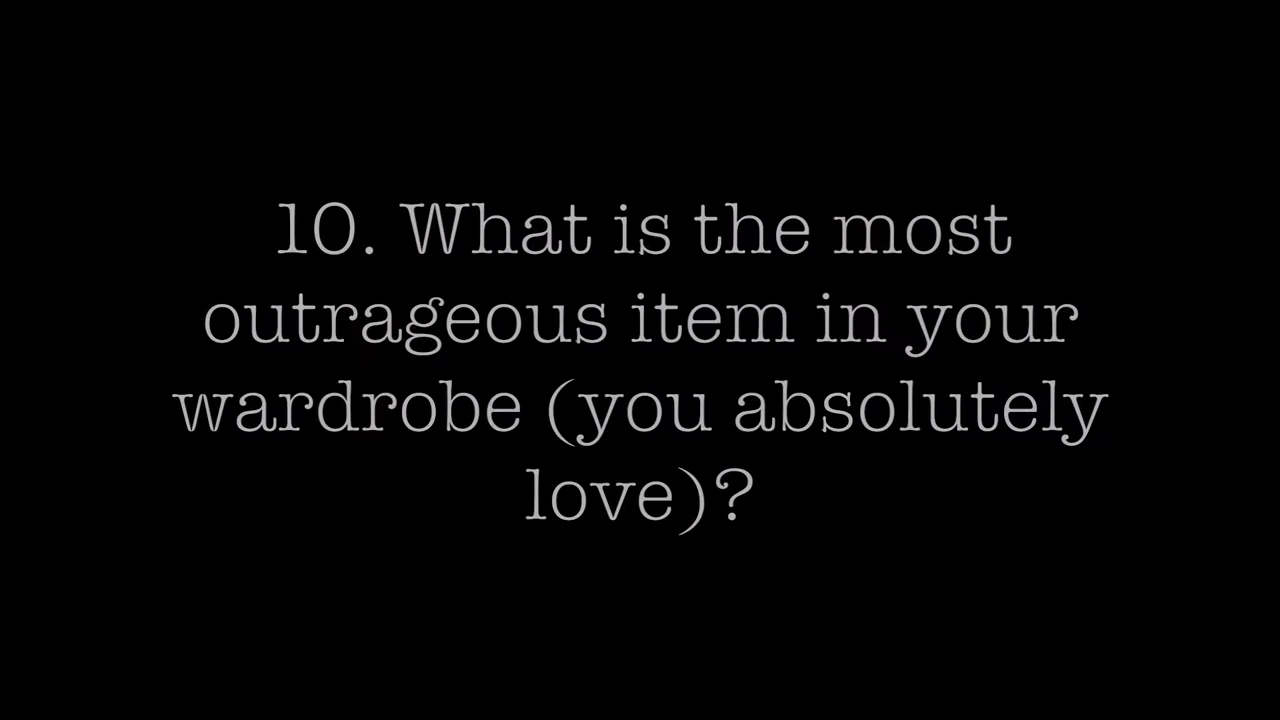 10. What is the most
outrageous item in your
wardrobe (you absolutely
love)?